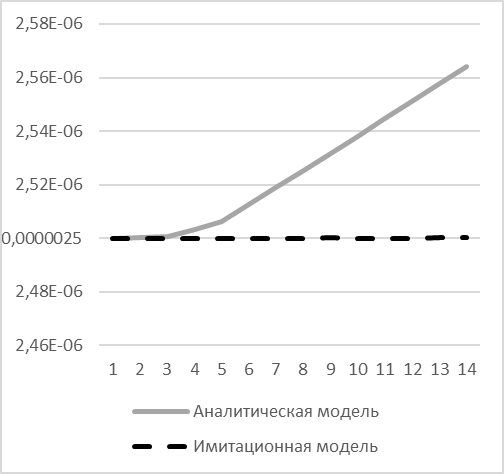 2,58E-06
2,56E-06
2,54E-06
2,52E-06
0,0000025
2,48E-06
2,46E-06
1 2 3 4 5 6 7 8 9 10 11 12 13 14
Аналитическая модель
Имитационная модель